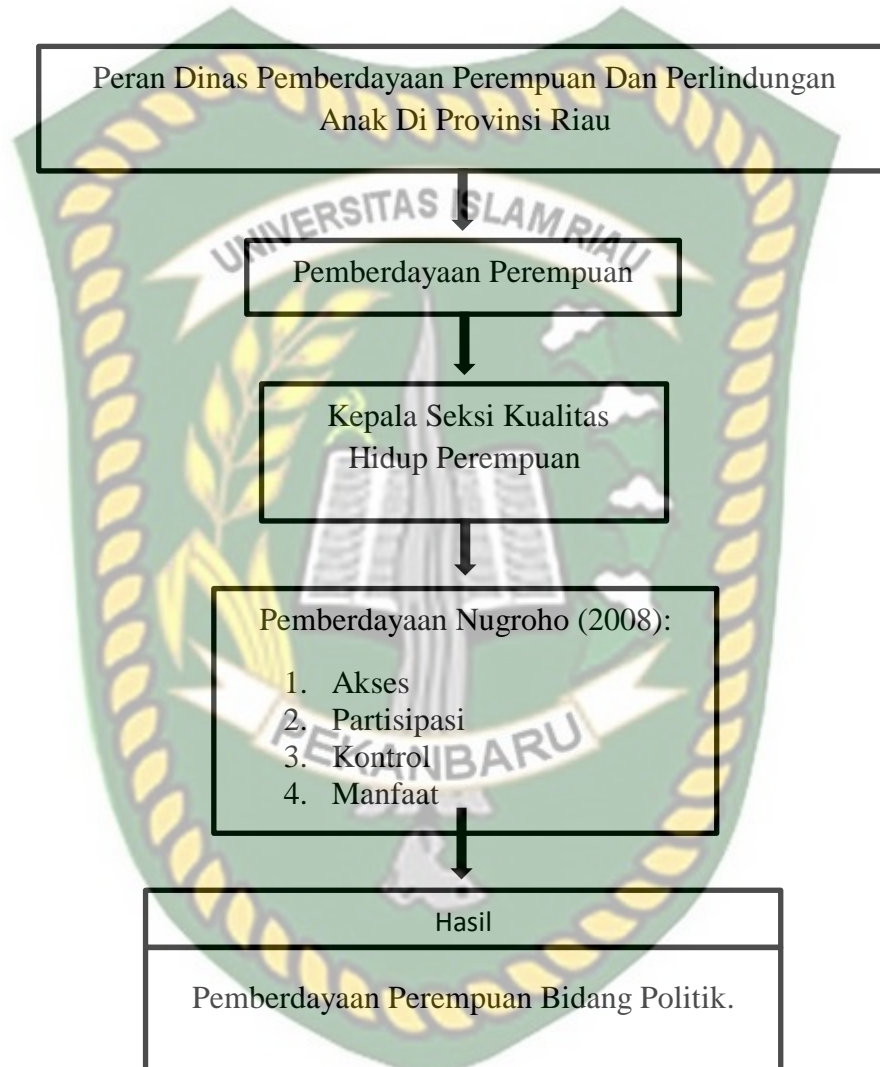 Peran Dinas Pemberdayaan Perempuan Dan Perlindungan
Anak Di Provinsi Riau
UNIVERSITAS ISLAM RIAU
Pemberdayaan Perempuan
Kepala Seksi Kualitas
Hidup Perempuan
Pemberdayaan Nugroho (2008):
1. Akses
2. Partisipasi
3. Kontrol
4. Manfaat
PEKANBARU
Hasil
Pemberdayaan Perempuan Bidang Politik.